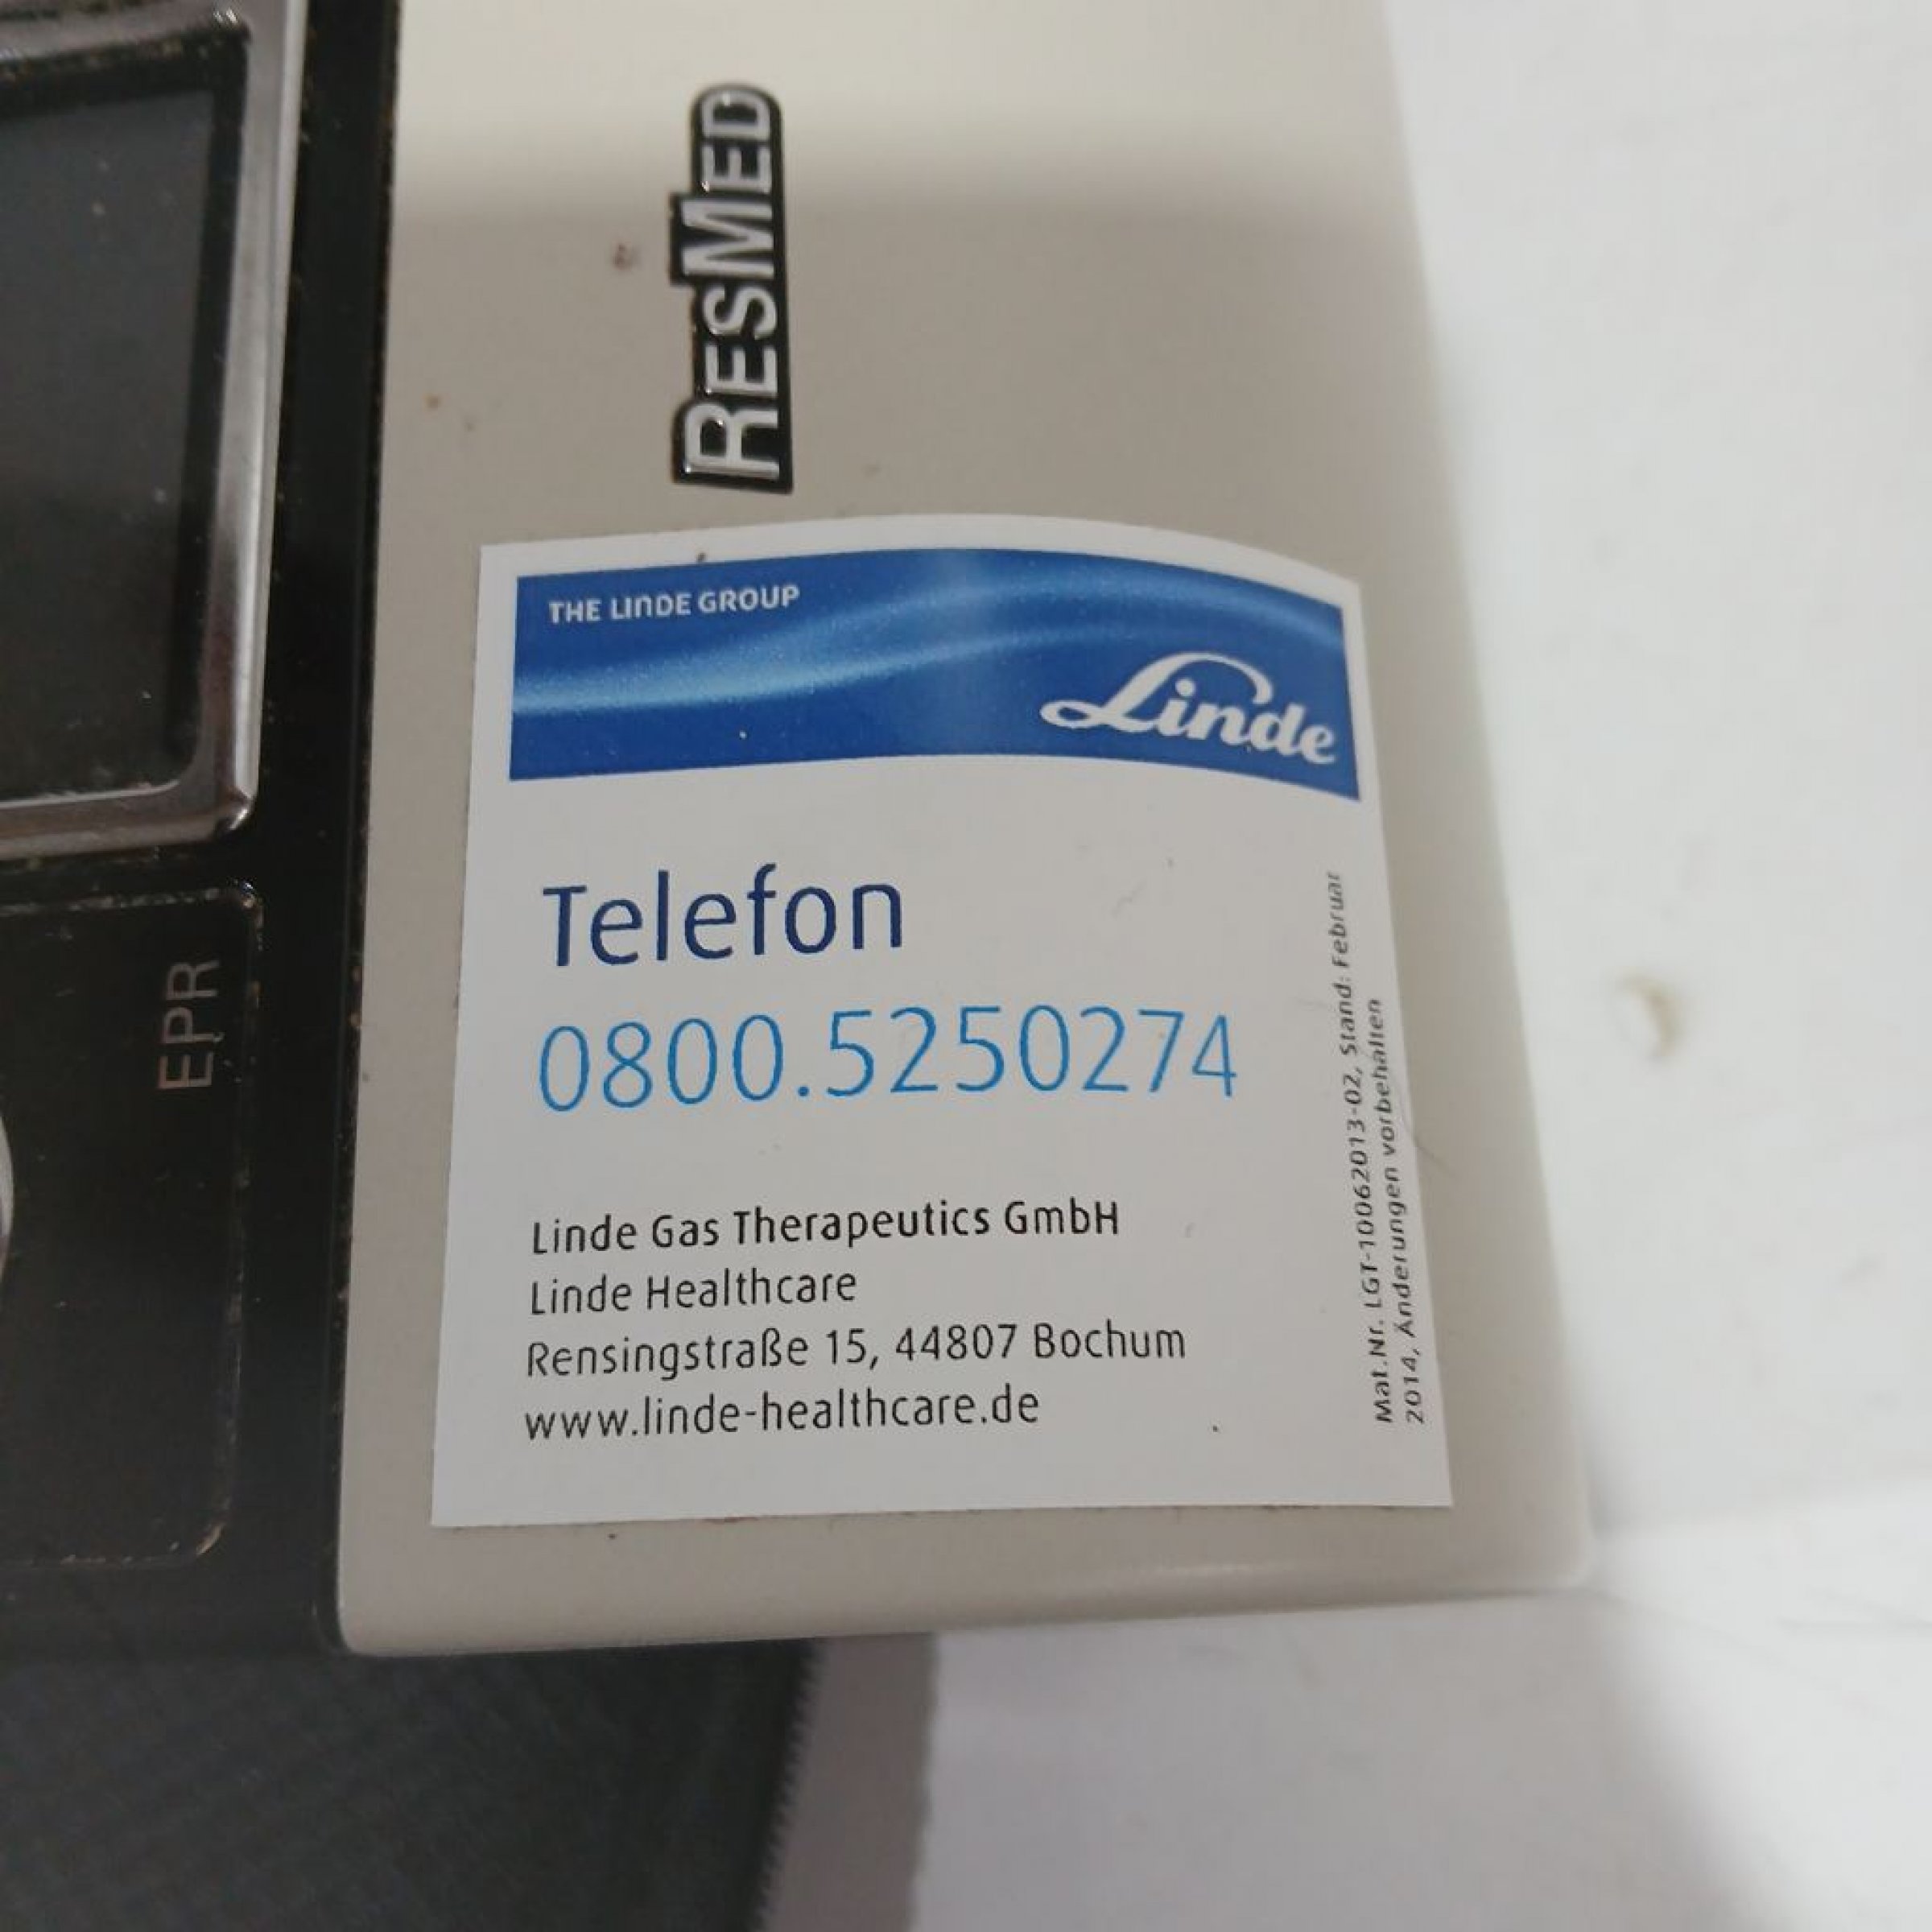 RESMED
THE LINDE GROUP
Linde
Telefon
0800.5250274
Linde Gas Therapeutics GmbH
Linde Healthcare
Rensingstraße 15, 44807 Bochum
www.linde-healthcare.de
Mat.Nr. LGT-10062013-02, Stand: Februar
2014, Änderungen vorbehalten
EPR